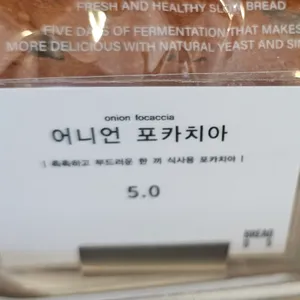 FRESH AND HEALTHY SLOW BREAD
FIVE DAYS OF FERMENTATION THAT MAKES
MORE DELICIOUS WITH NATURAL YEAST AND
onion focaccia
어니언 포카치아
| 촉촉하고 부드러운 한 끼 식사용 포카치아 |
5.0
BREAD